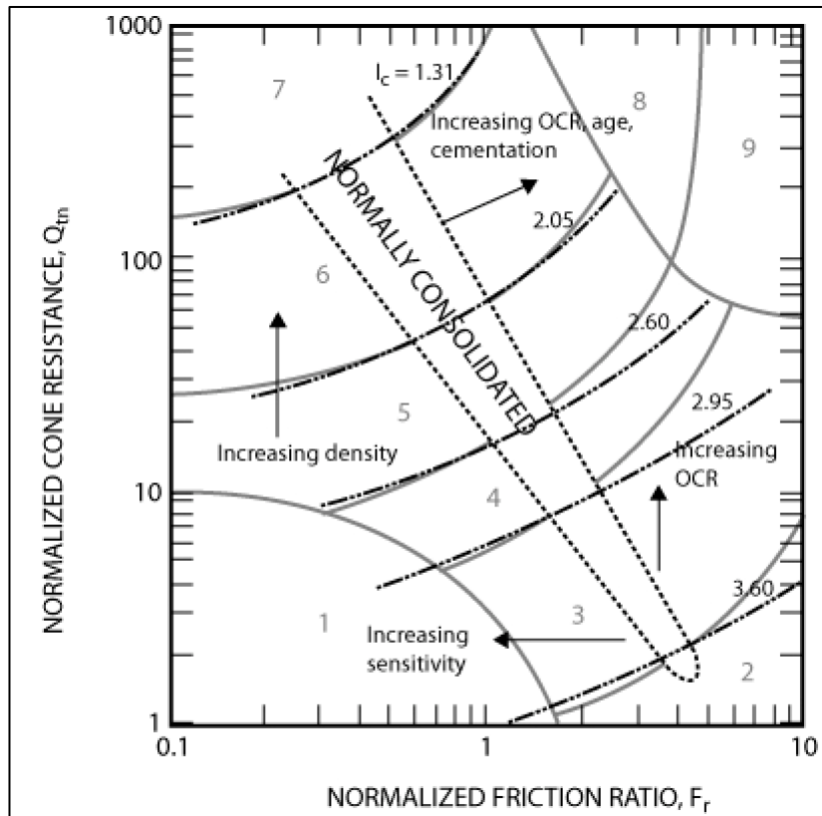 1000
7
I_c = 1.31
8
Increasing OCR, age,
cementation
9
NORMALLY CONSOLIDATED
2.05
100
6
2.60
5
2.95
Increasing density
Increasing
OCR
10
4
3.60
1
3
Increasing
sensitivity
2
1
0.1
1
10
NORMALIZED CONE RESISTANCE, Q_tn
NORMALIZED FRICTION RATIO, F_r